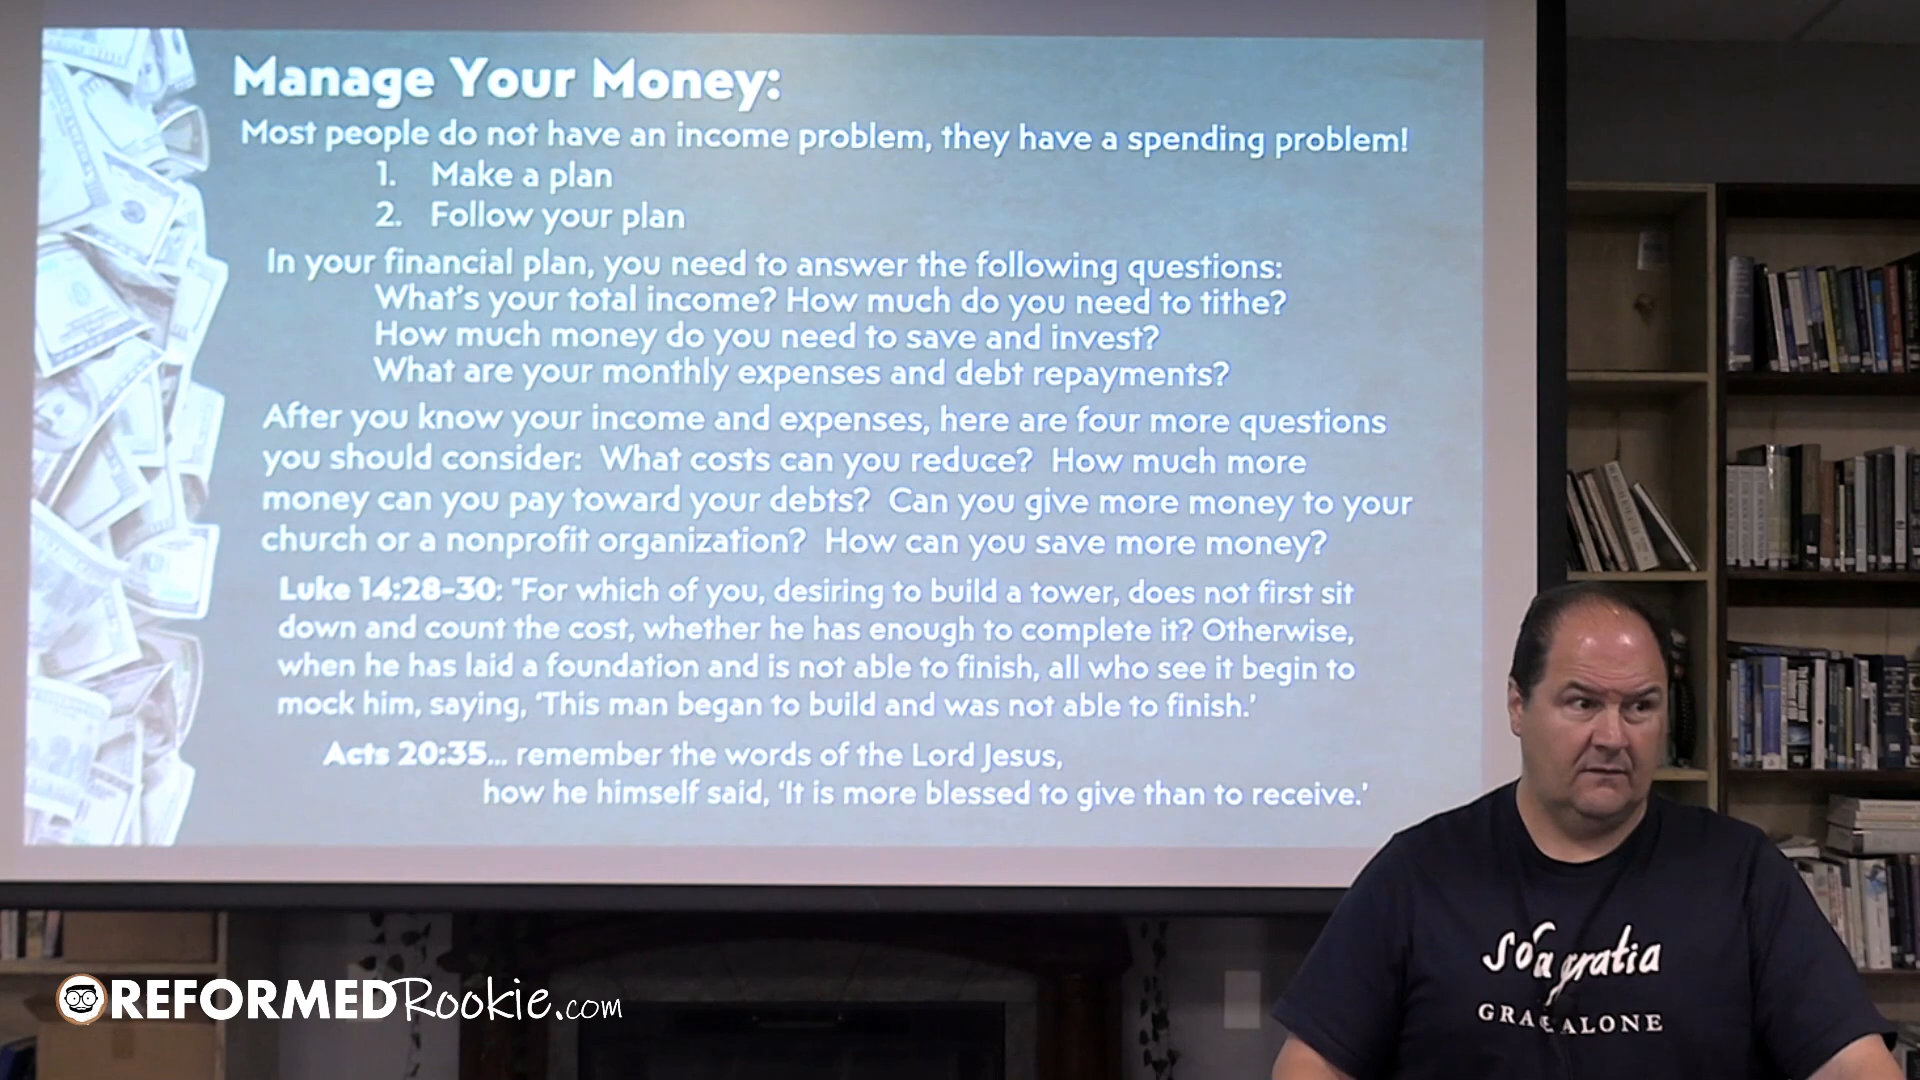 Manage Your Money:
Most people do not have an income problem, they have a spending problem!
1. Make a plan
2. Follow your plan
In your financial plan, you need to answer the following questions:
What's your total income? How much do you need to tithe?
How much money do you need to save and invest?
What are your monthly expenses and debt repayments?
After you know your income and expenses, here are four more questions
you should consider: What costs can you reduce? How much more
money can you pay toward your debts? Can you give more money to your
church or a nonprofit organization? How can you save more money?
Luke 14:28-30: "For which of you, desiring to build a tower, does not first sit
down and count the cost, whether he has enough to complete it? Otherwise,
when he has laid a foundation and is not able to finish, all who see it begin to
mock him, saying, 'This man began to build and was not able to finish.'
Acts 20:35... remember the words of the Lord Jesus,
how he himself said, 'It is more blessed to give than to receive.'
REFORMEDRookie.com
sola gratia
GRACE ALONE